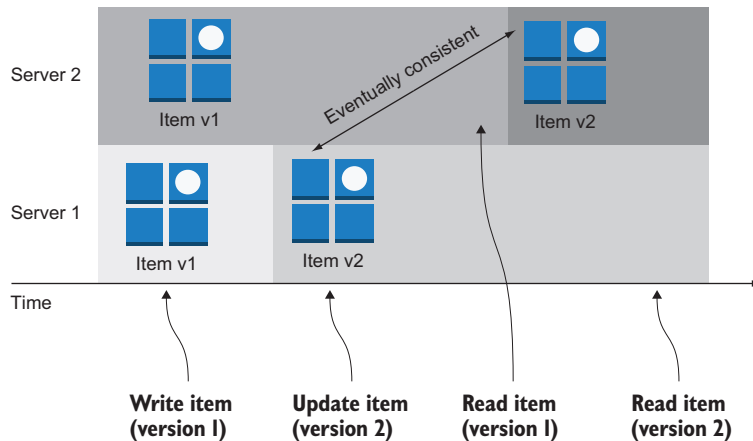 Server 2
Item v1
Eventually consistent
Item v2
Server 1
Item v1
Item v2
Time
Write item
(version 1)
Update item
(version 2)
Read item
(version 1)
Read item
(version 2)